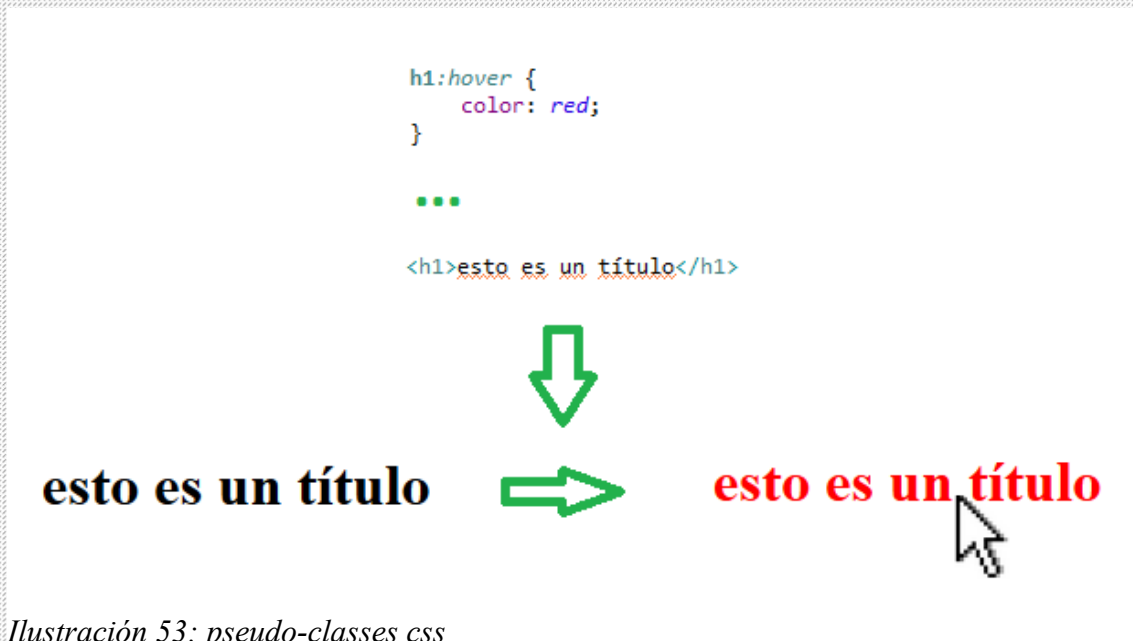 h1:hover {
color: red;
}
...
<h1>esto es un título</h1>
esto es un título
esto es un título
Ilustración 53: pseudo-classes css